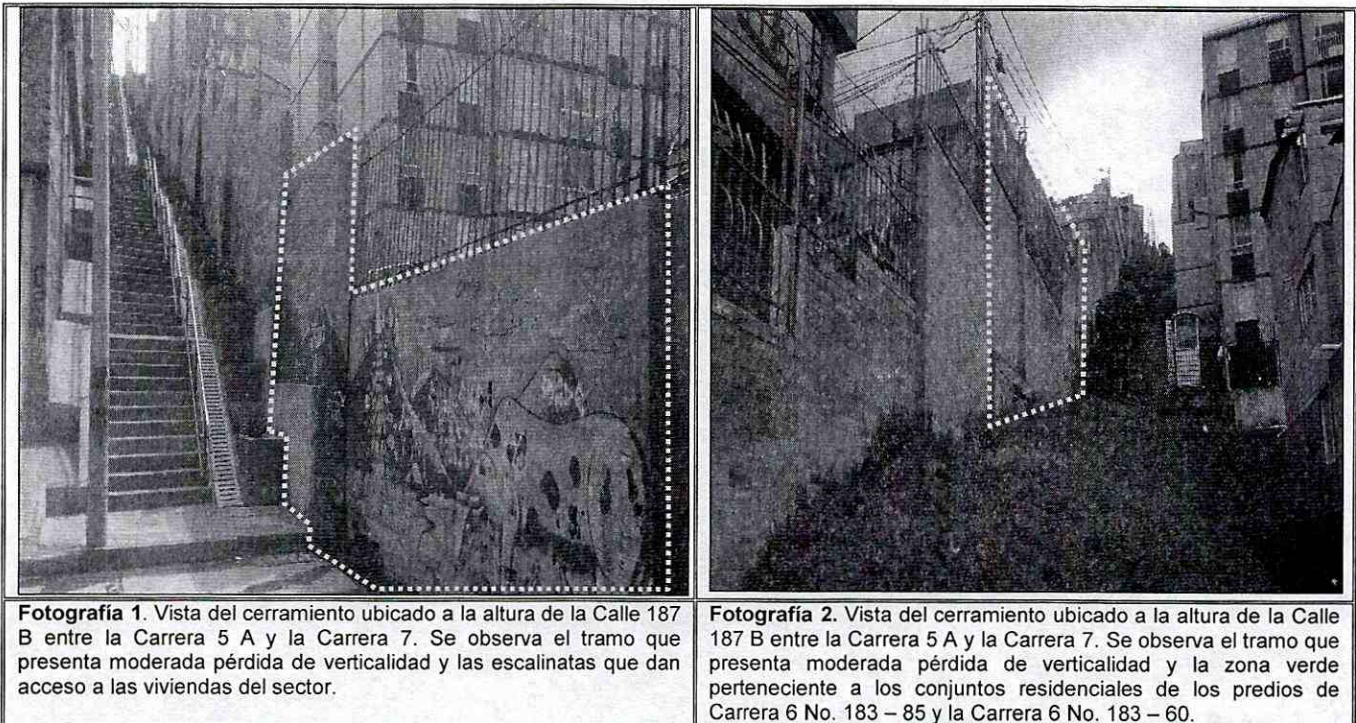 Fotografía 1. Vista del cerramiento ubicado a la altura de la Calle 187
B entre la Carrera 5 A y la Carrera 7. Se observa el tramo que
presenta moderada pérdida de verticalidad y las escalinatas que dan
acceso a las viviendas del sector.
Fotografía 2. Vista del cerramiento ubicado a la altura de la Calle
187 B entre la Carrera 5 A y la Carrera 7. Se observa el tramo que
presenta moderada pérdida de verticalidad y la zona verde
perteneciente a los conjuntos residenciales de los predios de
Carrera 6 No. 183 – 85 y la Carrera 6 No. 183 – 60.